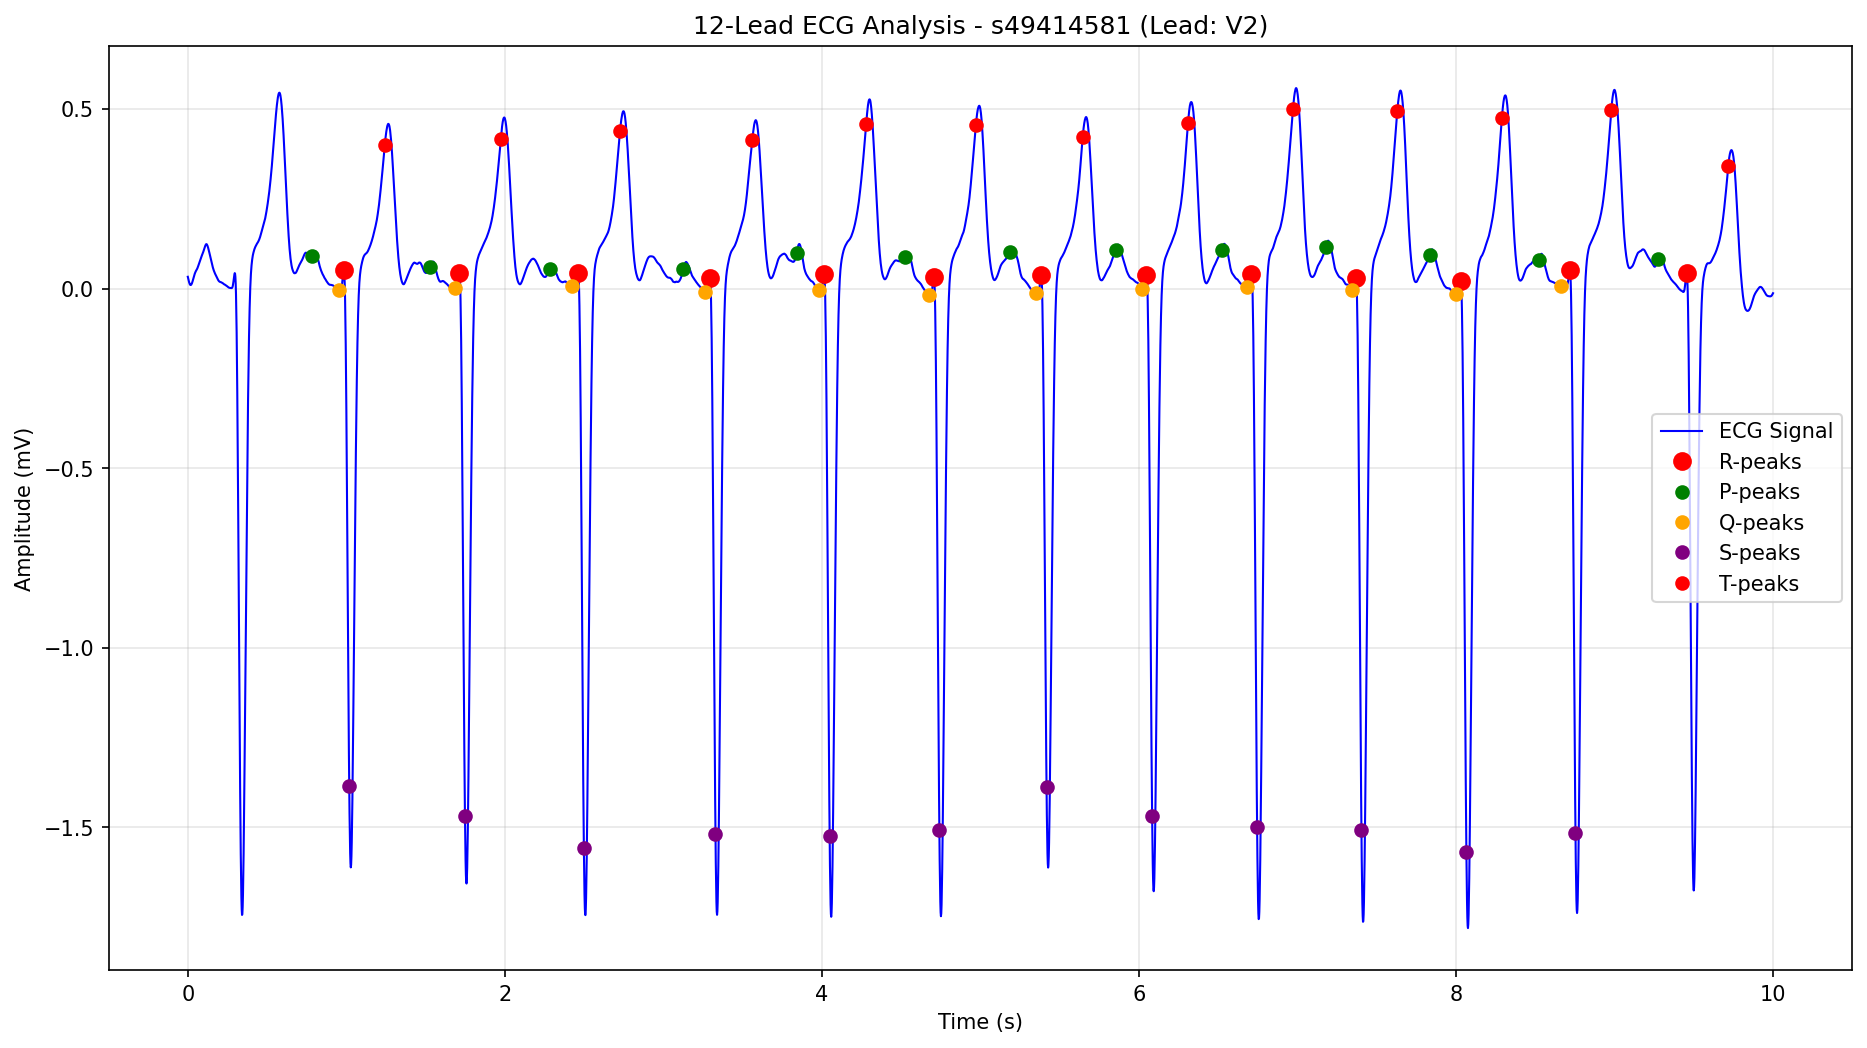 12-Lead ECG Analysis - s49414581 (Lead: V2)
0.5
0.0
−0.5
−1.0
−1.5
Amplitude (mV)
ECG Signal
R-peaks
P-peaks
Q-peaks
S-peaks
T-peaks
0 2 4 6 8 10
Time (s)